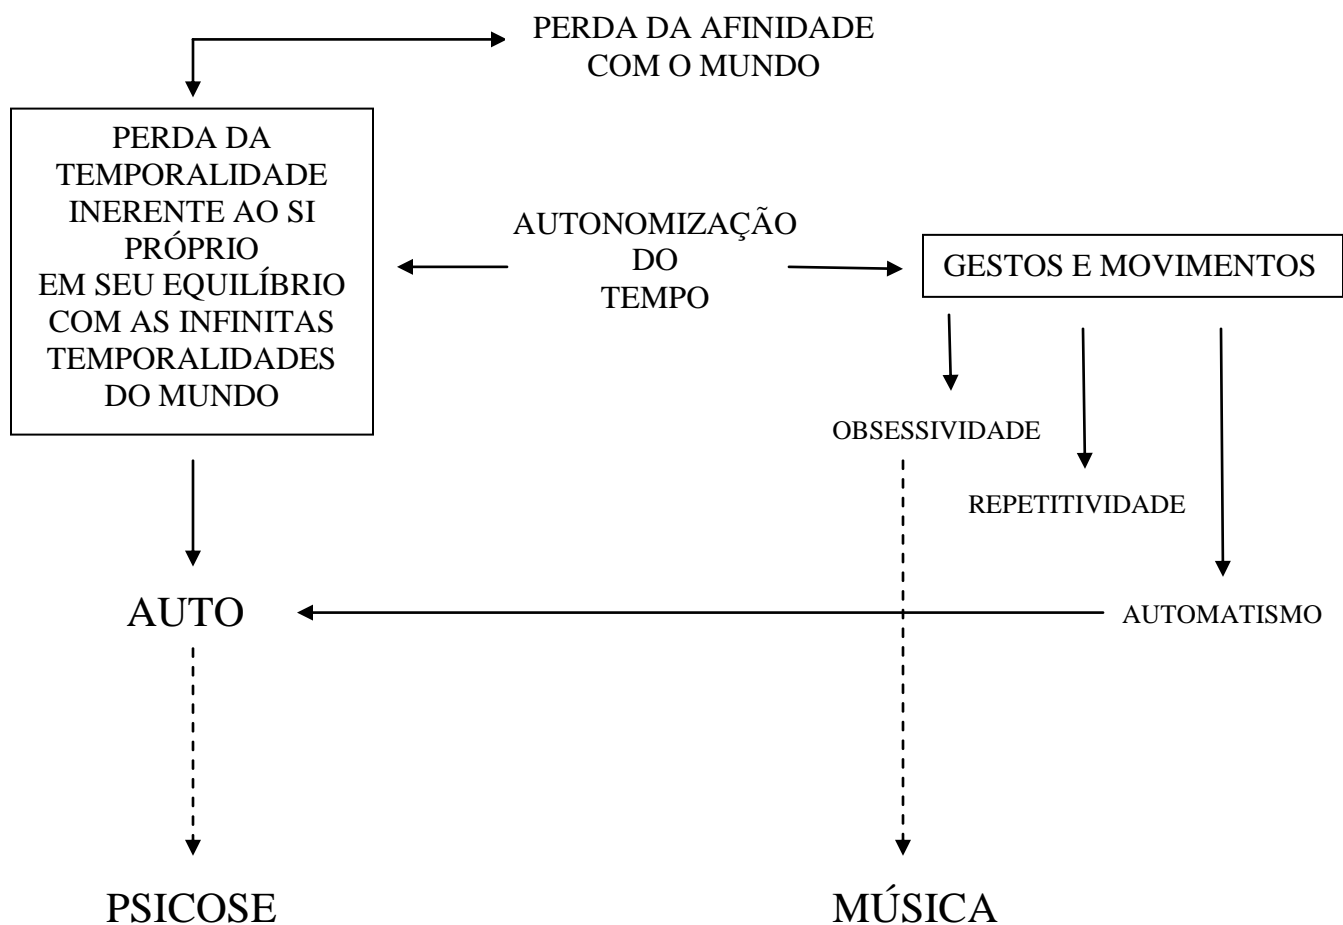 PERDA DA AFINIDADE
COM O MUNDO
PERDA DA
TEMPORALIDADE
INERENTE AO SI
PRÓPRIO
EM SEU EQUILÍBRIO
COM AS INFINITAS
TEMPORALIDADES
DO MUNDO
AUTONOMIZAÇÃO
DO
TEMPO
GESTOS E MOVIMENTOS
OBSESSIVIDADE
REPETITIVIDADE
AUTO
AUTOMATISMO
PSICOSE
MÚSICA